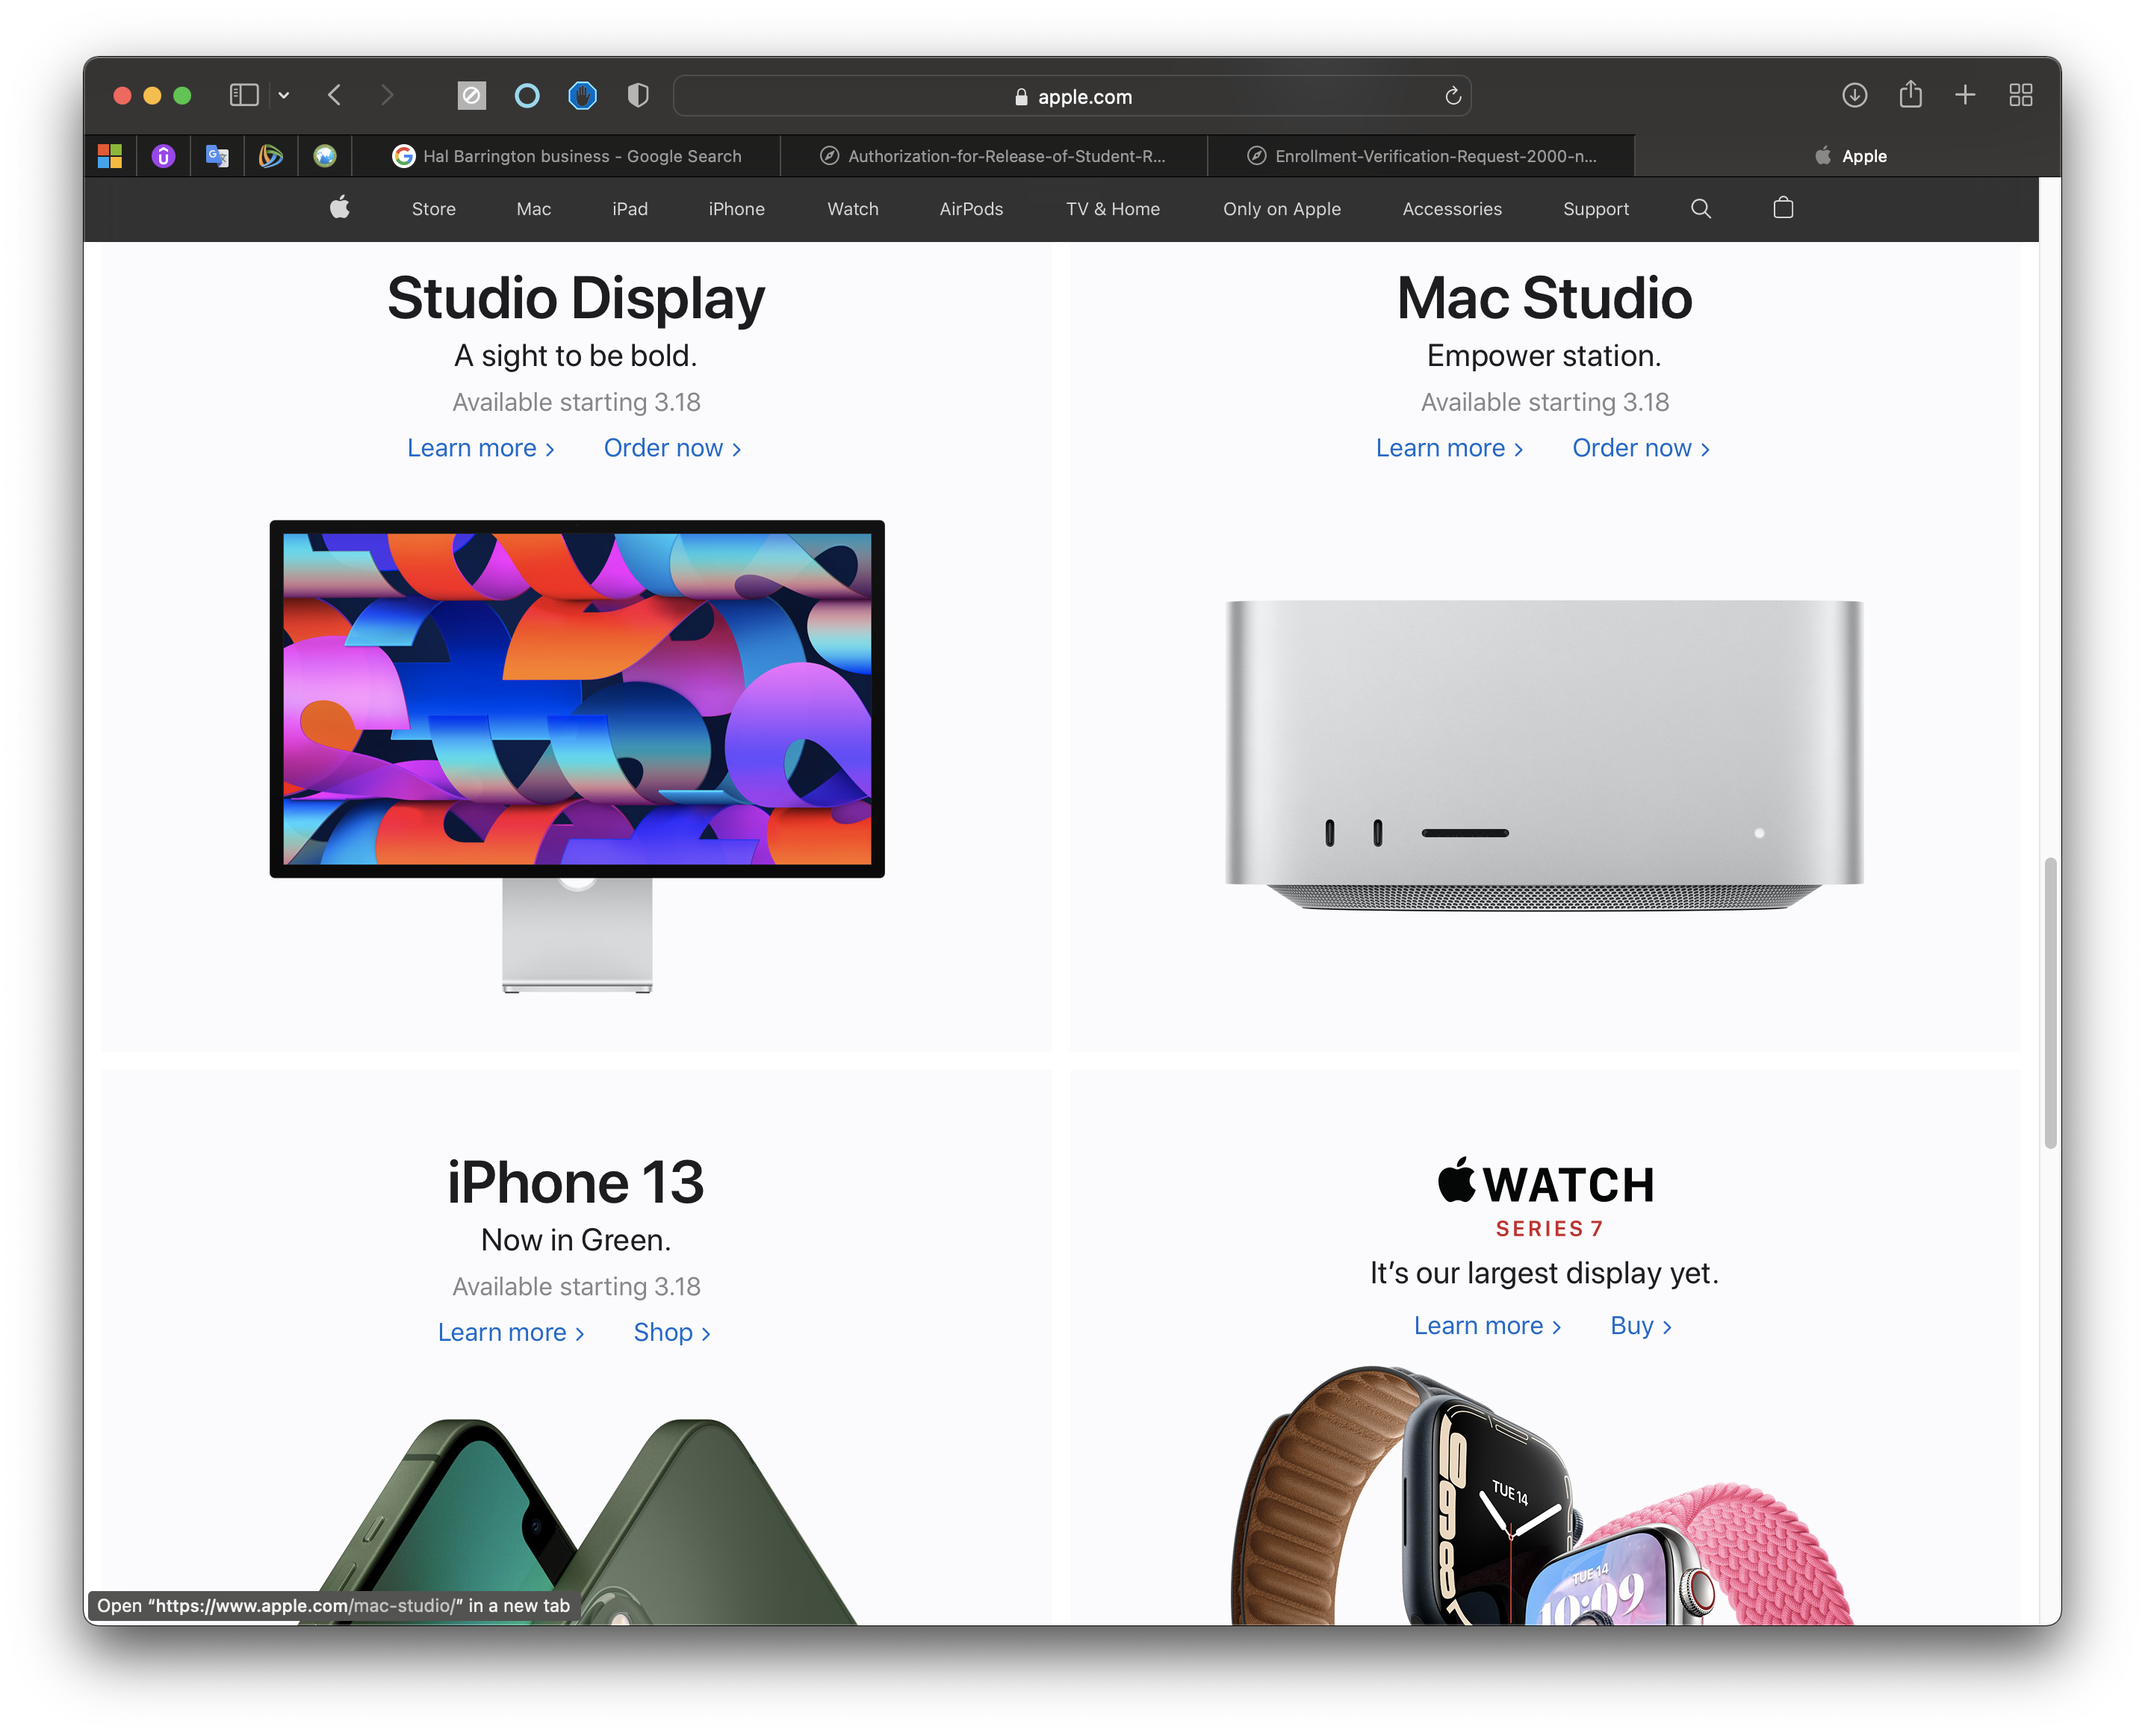 apple.com
Hal Barrington business - Google Search
Authorization-for-Release-of-Student-R...
Enrollment-Verification-Request-2000-n...
Apple
Store
Mac
iPad
iPhone
Watch
AirPods
TV & Home
Only on Apple
Accessories
Support
Studio Display
A sight to be bold.
Available starting 3.18
Learn more >
Order now >
Mac Studio
Empower station.
Available starting 3.18
Learn more >
Order now >
iPhone 13
Now in Green.
Available starting 3.18
Learn more >
Shop >
WATCH
SERIES 7
It’s our largest display yet.
Learn more >
Buy >
TUE 14
TUE 14
10:09
Open “https://www.apple.com/mac-studio/” in a new tab